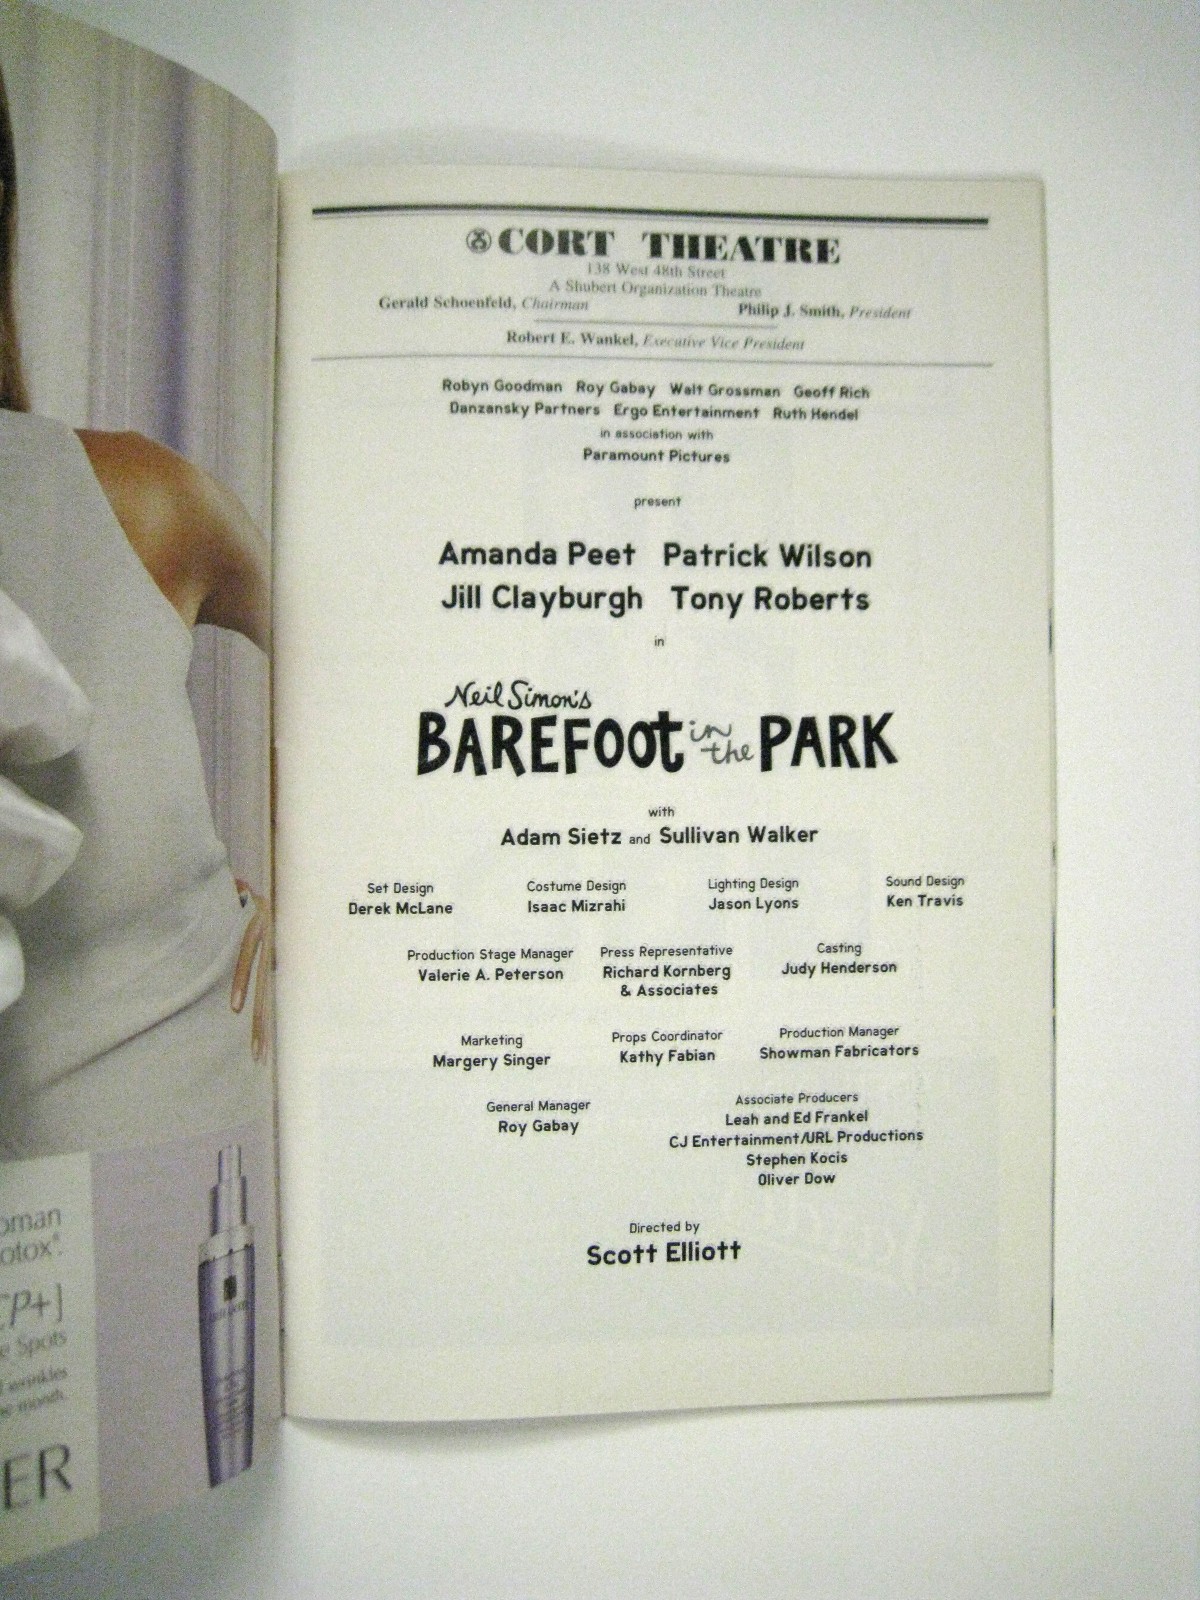 CORT THEATRE
138 West 48th Street
A Shubert Organization Theatre
Gerald Schoenfeld, Chairman Philip J. Smith, President
Robert E. Wankel, Executive Vice President
Robyn Goodman Roy Gabay Walt Grossman Geoff Rich
Danzansky Partners Ergo Entertainment Ruth Hendel
in association with
Paramount Pictures
present
Amanda Peet Patrick Wilson
Jill Clayburgh Tony Roberts
in
Neil Simon's
BAREFOOT in the PARK
with
Adam Sietz and Sullivan Walker
Set Design Costume Design Lighting Design Sound Design
Derek McLane Isaac Mizrahi Jason Lyons Ken Travis
Production Stage Manager Press Representative Casting
Valerie A. Peterson Richard Kornberg Judy Henderson
& Associates
Marketing Props Coordinator Production Manager
Margery Singer Kathy Fabian Showman Fabricators
General Manager Associate Producers
Roy Gabay Leah and Ed Frankel
CJ Entertainment/URL Productions
Stephen Kocis
Oliver Dow
Directed by
Scott Elliott
oman
otox®.
CP+]
e Spots
wrinkles
month.
ER